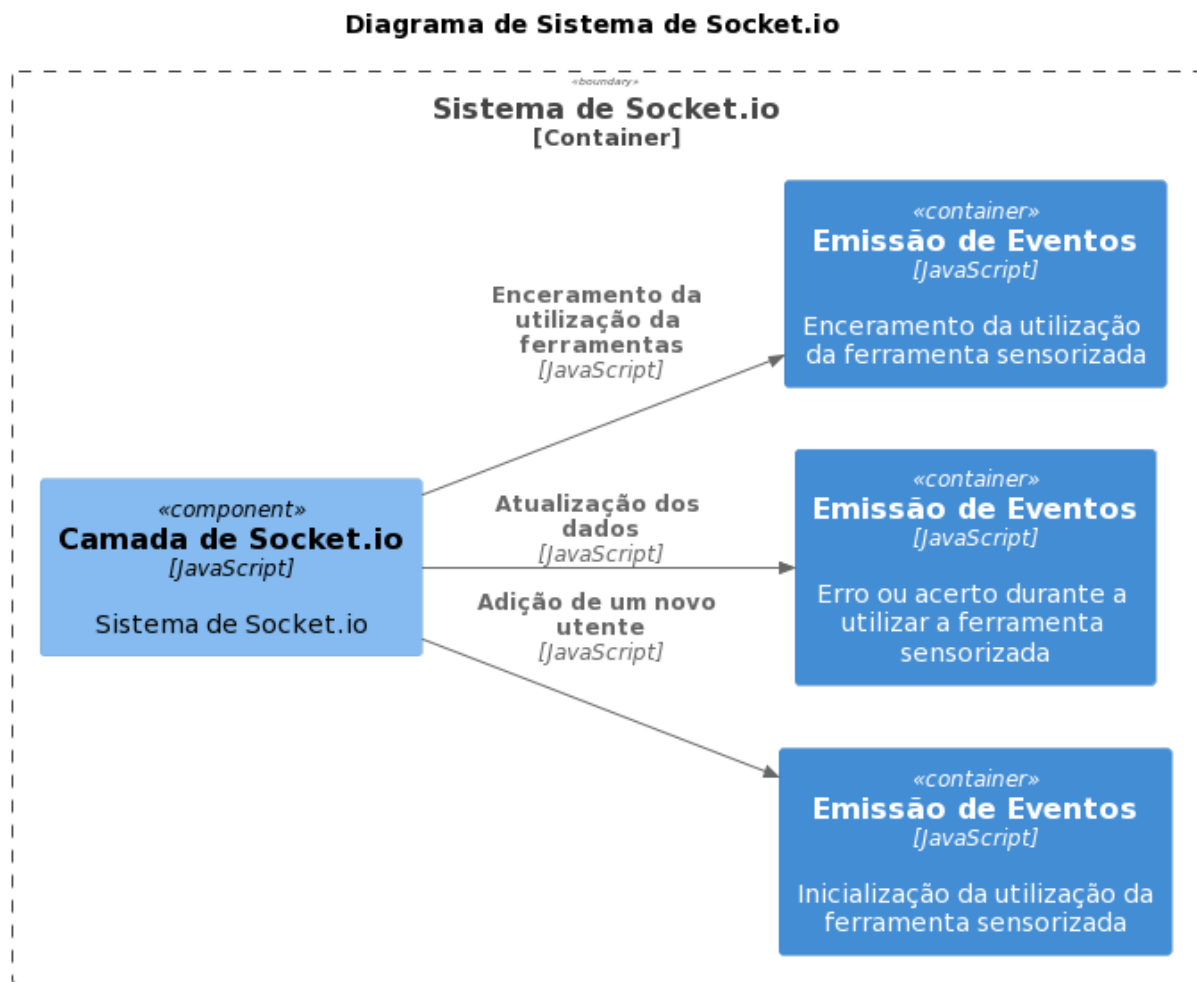 Diagrama de Sistema de Socket.io
«boundary»
Sistema de Socket.io
[Container]
«container»
Emissão de Eventos
[JavaScript]
Enceramento da utilização
da ferramenta sensorizada
Enceramento da
utilização da
ferramentas
[JavaScript]
«component»
Camada de Socket.io
[JavaScript]
Sistema de Socket.io
Atualização dos
dados
[JavaScript]
«container»
Emissão de Eventos
[JavaScript]
Erro ou acerto durante a
utilizar a ferramenta
sensorizada
Adição de um novo
utente
[JavaScript]
«container»
Emissão de Eventos
[JavaScript]
Inicialização da utilização da
ferramenta sensorizada